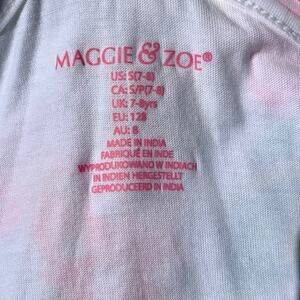 MAGGIE & ZOE®
US: S(7-8)
CA: S/P(7-8)
UK: 7-8yrs
EU: 128
AU: 8
MADE IN INDIA
FABRIQUÉ EN INDE
WYPRODUKOWANO W INDIACH
IN INDIEN HERGESTELLT
GEPRODUCEERD IN INDIA